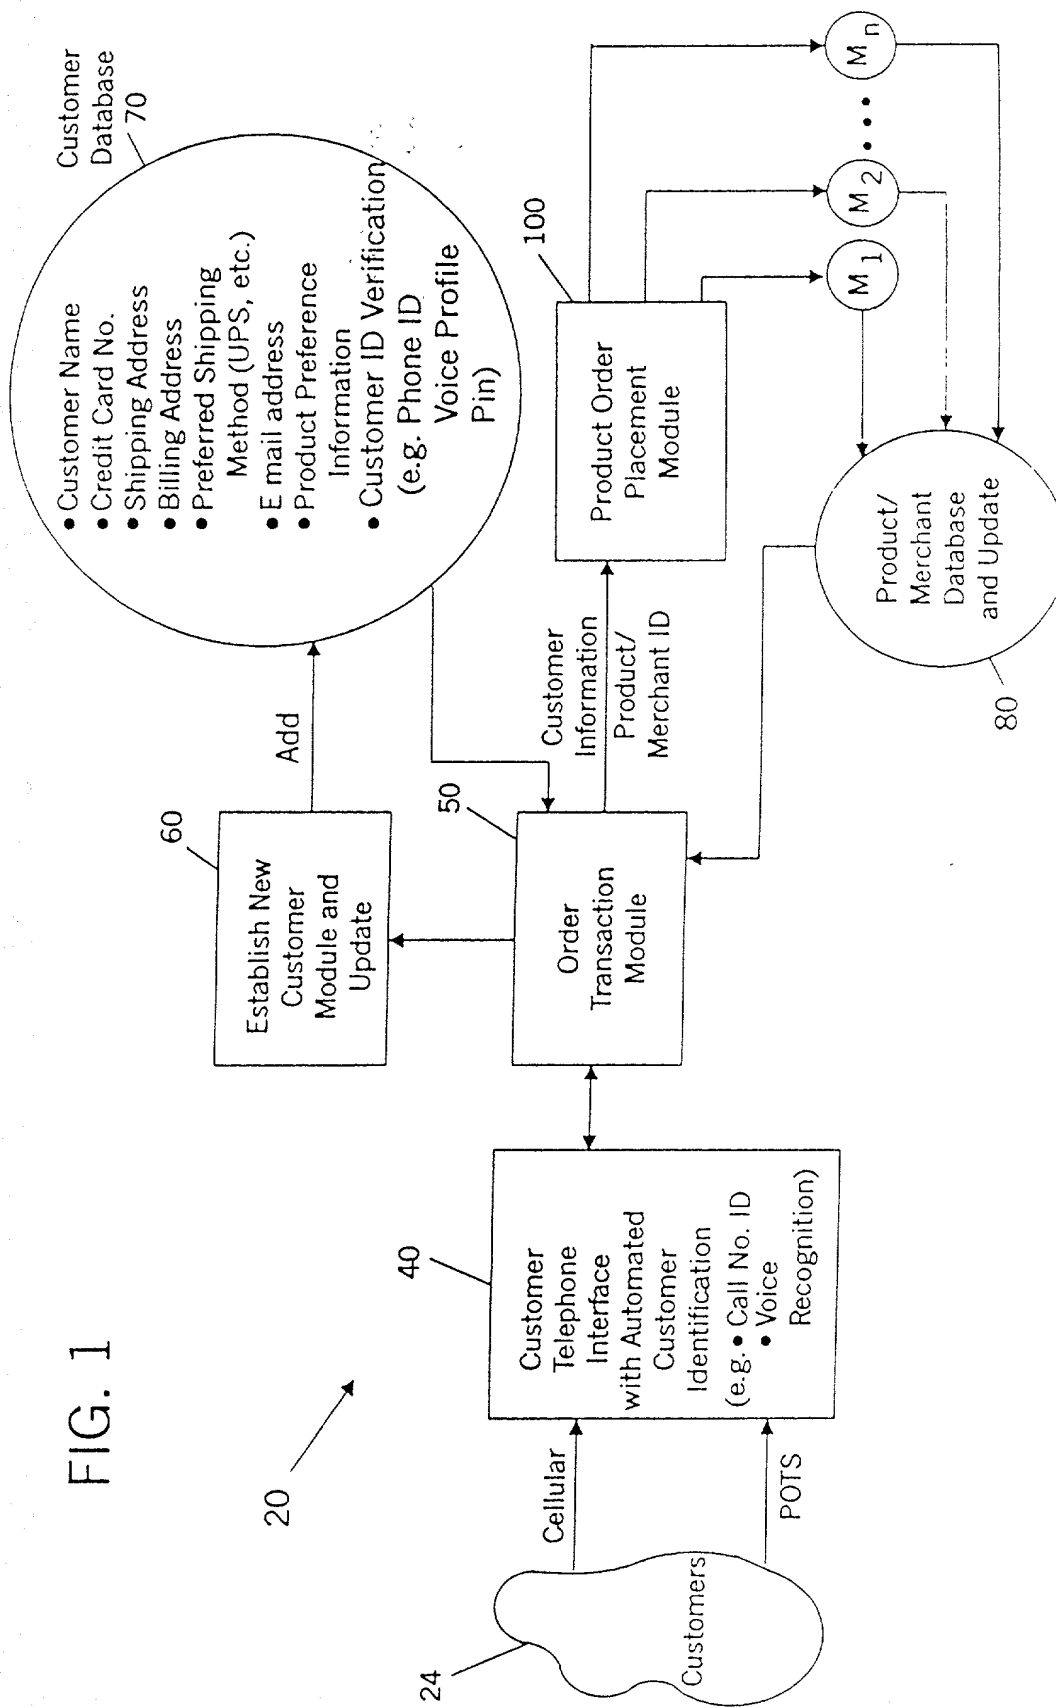 FIG. 1
20
24
Customers
Cellular
POTS
40
Customer
Telephone
Interface
with Automated
Customer
Identification
(e.g. • Call No. ID
• Voice
Recognition)
60
Establish New
Customer
Module and
Update
Add
50
Order
Transaction
Module
Customer
Information
Product/
Merchant ID
Customer
Database
70
• Customer Name
• Credit Card No.
• Shipping Address
• Billing Address
• Preferred Shipping
Method (UPS, etc.)
• E mail address
• Product Preference
Information
• Customer ID Verification
(e.g. Phone ID
Voice Profile
Pin)
100
Product Order
Placement
Module
M1
M2
Mn
Product/
Merchant
Database
and Update
80